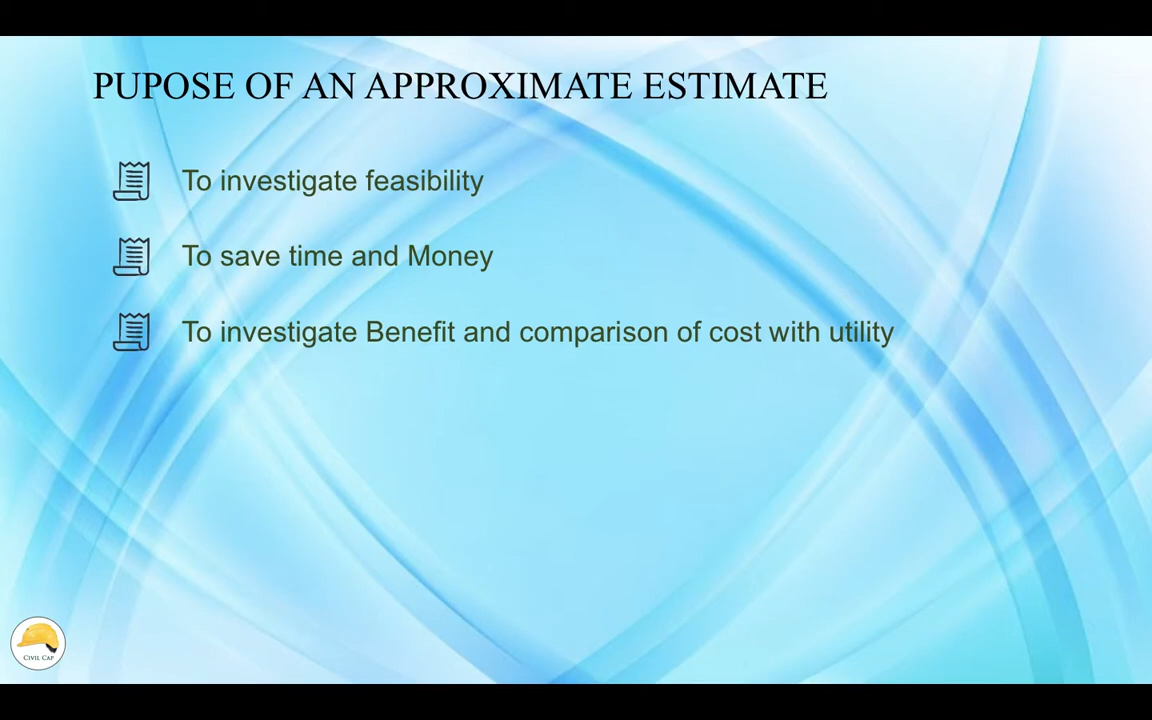 PUPOSE OF AN APPROXIMATE ESTIMATE
To investigate feasibility
To save time and Money
To investigate Benefit and comparison of cost with utility
CIVIL CAP